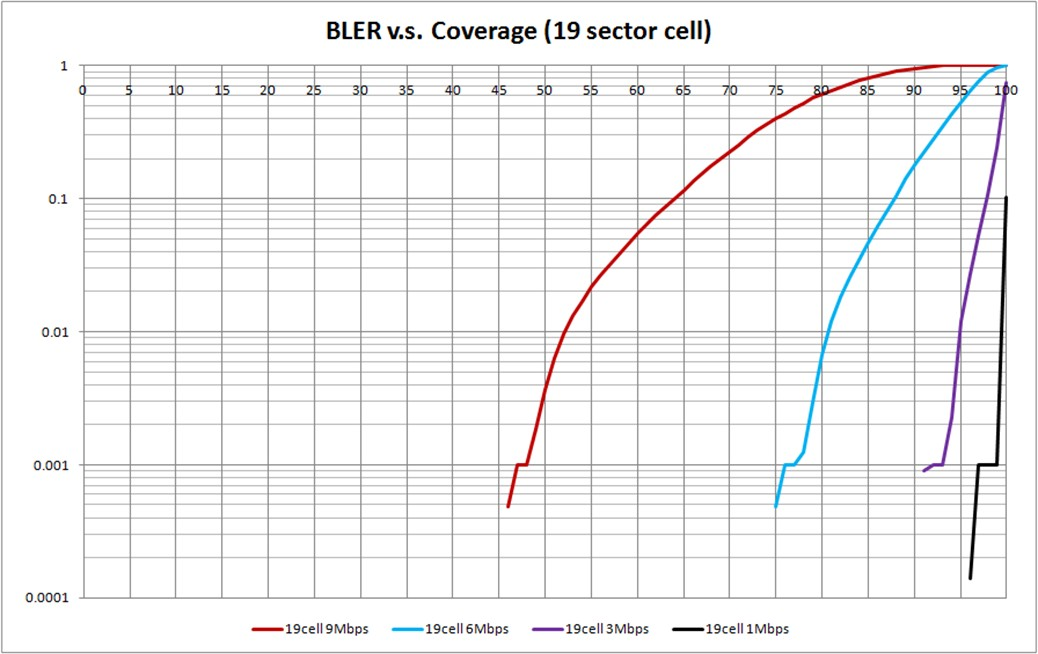 BLER v.s. Coverage (19 sector cell)
1
0 5 10 15 20 25 30 35 40 45 50 55 60 65 70 75 80 85 90 95 100
0.1
0.01
0.001
0.0001
19cell 9Mbps 19cell 6Mbps 19cell 3Mbps 19cell 1Mbps